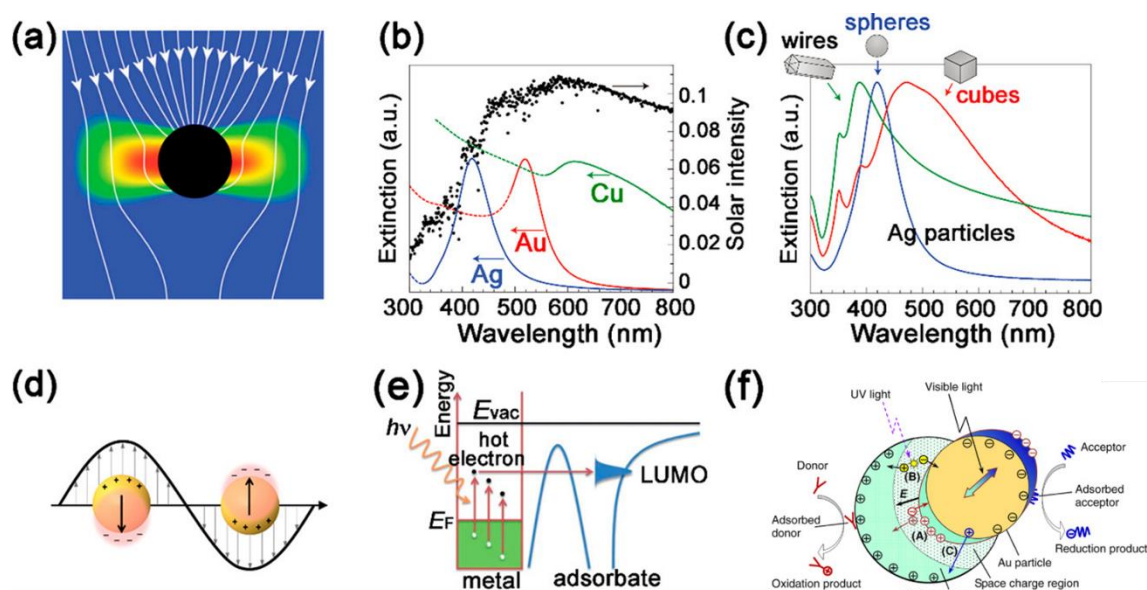 (a)
(b)
Extinction (a.u.)
Cu
Au
Ag
0.1
0.08
0.06
0.04
0.02
0
Solar intensity
300 400 500 600 700 800
Wavelength (nm)
(c)
wires
spheres
cubes
Extinction (a.u.)
Ag particles
300 400 500 600 700 800
Wavelength (nm)
(d)
+ + + + +
- - - - -
- - - - -
+ + + + +
(e)
Energy
Evac
hν
hot
electron
LUMO
EF
metal
adsorbate
(f)
UV light
Visible light
Acceptor
Donor
(B)
E
Adsorbed
acceptor
Adsorbed
donor
(A)
(C)
Au particle
Reduction product
Space charge region
Oxidation product